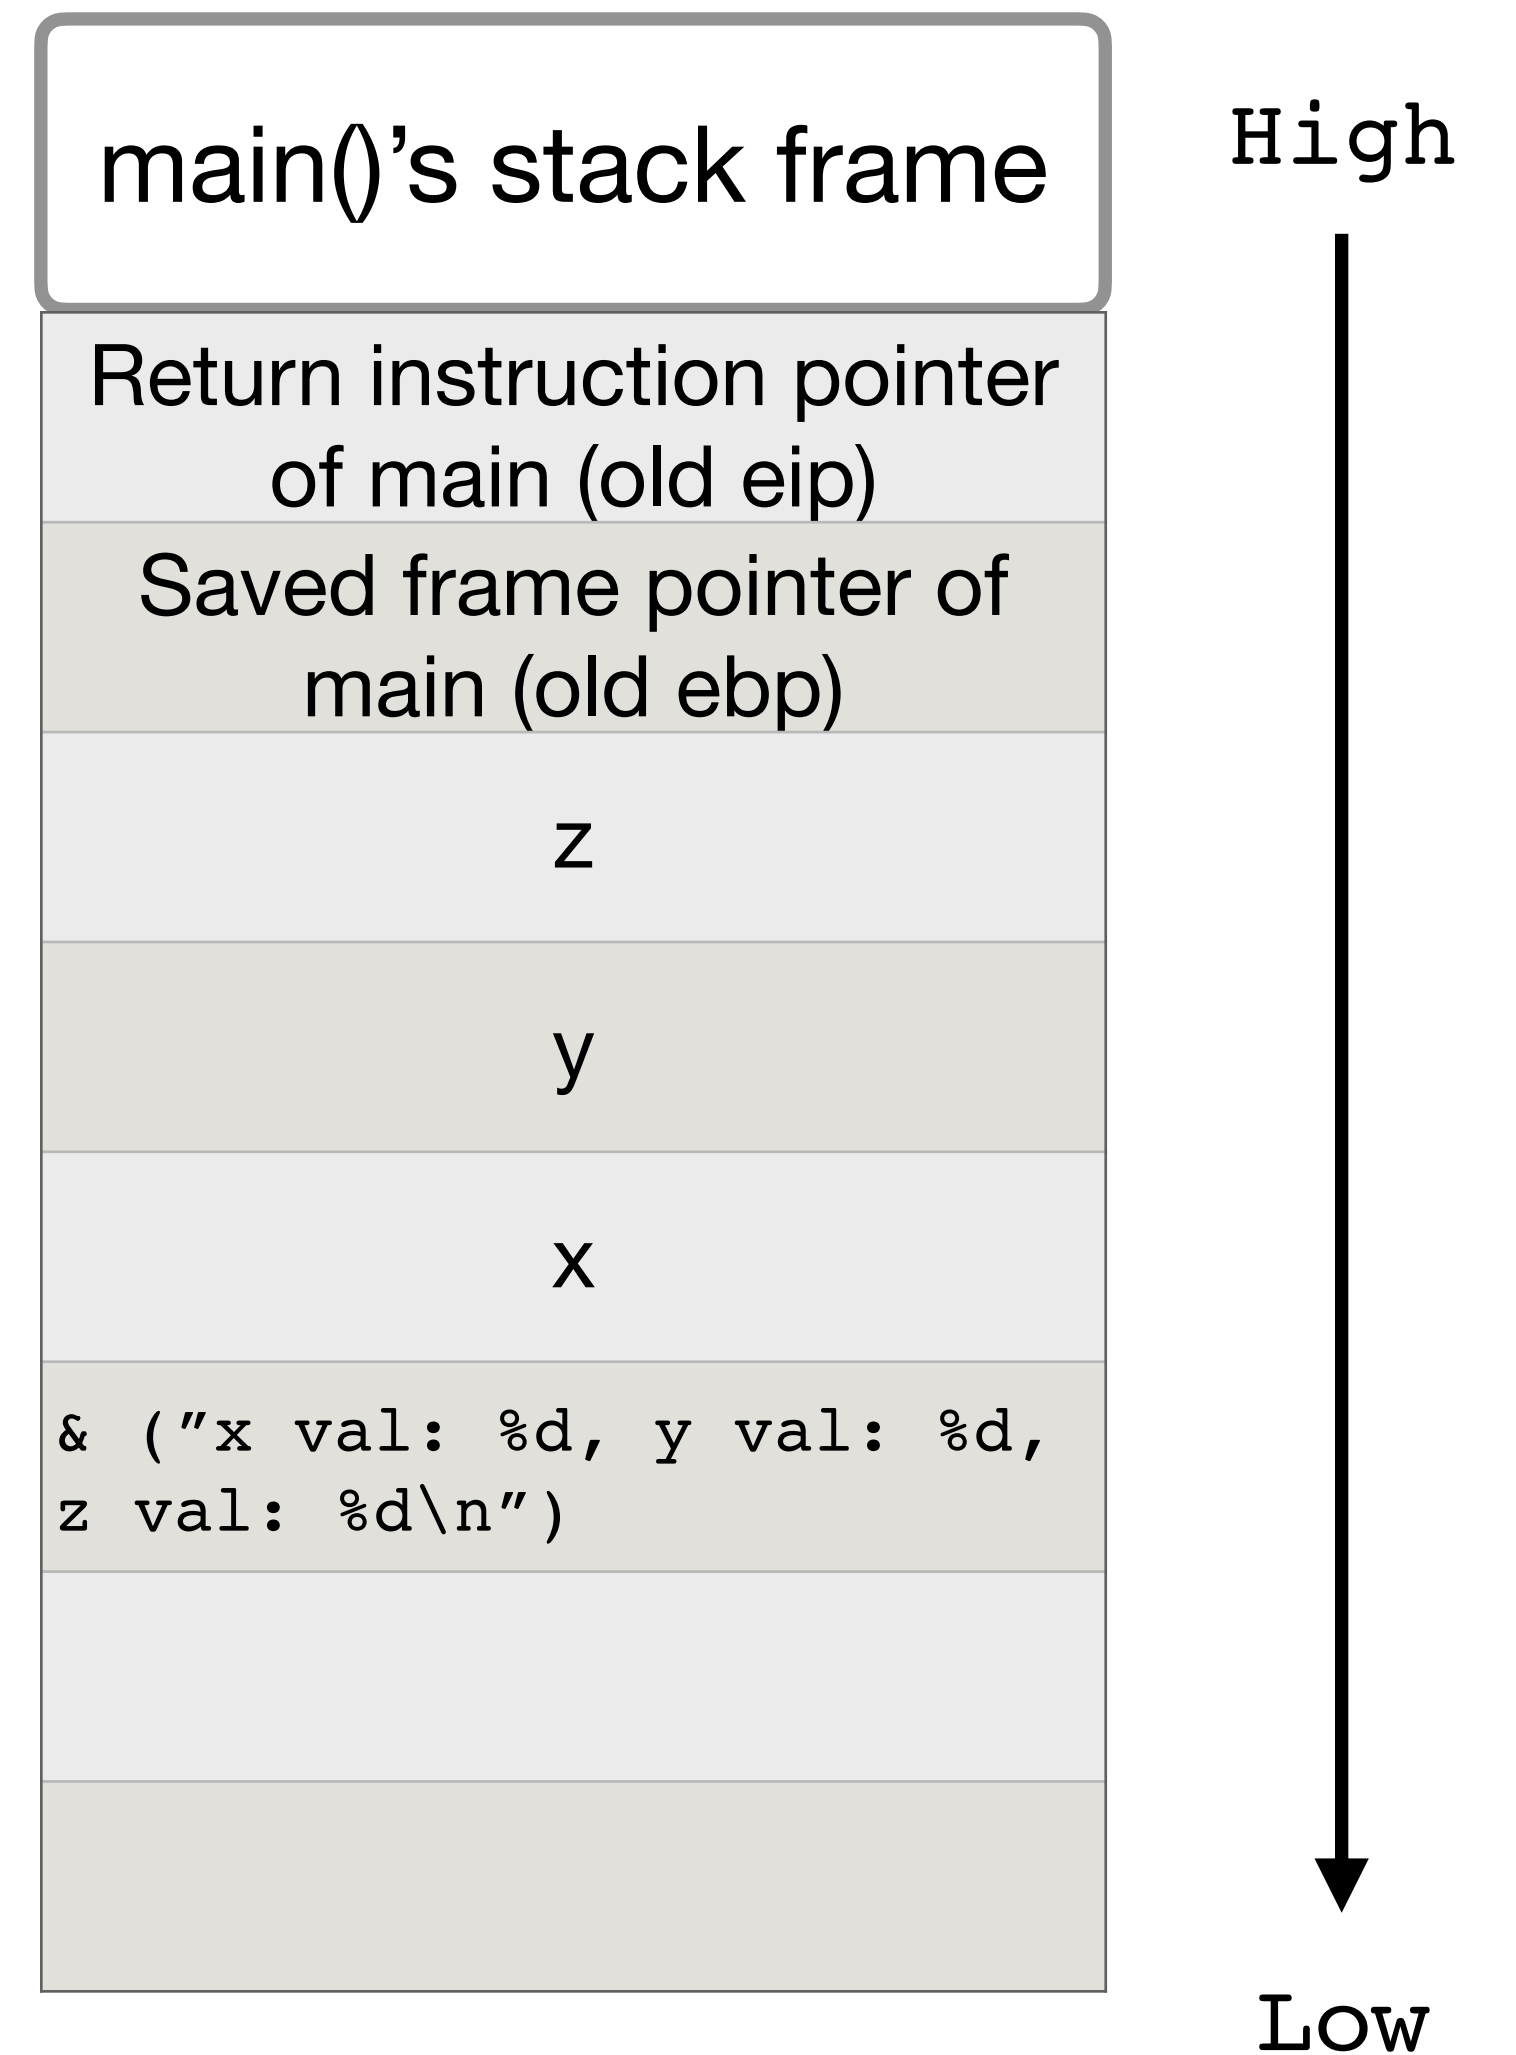 main()’s stack frame
High
Return instruction pointer
of main (old eip)
Saved frame pointer of
main (old ebp)
z
y
x
& (″x val: %d, y val: %d,
z val: %d\n″)
Low